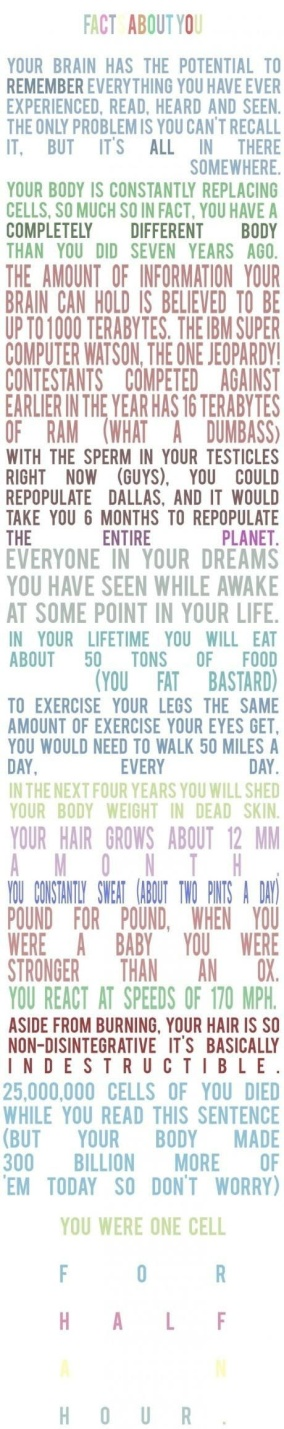 FACTS ABOUT YOU
YOUR BRAIN HAS THE POTENTIAL TO
REMEMBER EVERYTHING YOU HAVE EVER
EXPERIENCED, READ, HEARD AND SEEN.
THE ONLY PROBLEM IS YOU CAN'T RECALL
IT, BUT IT'S ALL IN THERE
SOMEWHERE.
YOUR BODY IS CONSTANTLY REPLACING
CELLS, SO MUCH SO IN FACT, YOU HAVE A
COMPLETELY DIFFERENT BODY
THAN YOU DID SEVEN YEARS AGO.
THE AMOUNT OF INFORMATION YOUR
BRAIN CAN HOLD IS BELIEVED TO BE
UP TO 1000 TERABYTES. THE IBM SUPER
COMPUTER WATSON, THE ONE JEOPARDY!
CONTESTANTS COMPETED AGAINST
EARLIER IN THE YEAR HAS 16 TERABYTES
OF RAM (WHAT A DUMBASS)
WITH THE SPERM IN YOUR TESTICLES
RIGHT NOW (GUYS), YOU COULD
REPOPULATE DALLAS, AND IT WOULD
TAKE YOU 6 MONTHS TO REPOPULATE
THE ENTIRE PLANET.
EVERYONE IN YOUR DREAMS
YOU HAVE SEEN WHILE AWAKE
AT SOME POINT IN YOUR LIFE.
IN YOUR LIFETIME YOU WILL EAT
ABOUT 50 TONS OF FOOD
(YOU FAT BASTARD)
TO EXERCISE YOUR LEGS THE SAME
AMOUNT OF EXERCISE YOUR EYES GET,
YOU WOULD NEED TO WALK 50 MILES A
DAY, EVERY DAY.
IN THE NEXT FOUR YEARS YOU WILL SHED
YOUR BODY WEIGHT IN DEAD SKIN.
YOUR HAIR GROWS ABOUT 12 MM
A MONTH.
YOU CONSTANTLY SWEAT (ABOUT TWO PINTS A DAY)
POUND FOR POUND, WHEN YOU
WERE A BABY YOU WERE
STRONGER THAN AN OX.
YOU REACT AT SPEEDS OF 170 MPH.
ASIDE FROM BURNING, YOUR HAIR IS SO
NON-DISINTEGRATIVE IT'S BASICALLY
INDESTRUCTIBLE.
25,000,000 CELLS OF YOU DIED
WHILE YOU READ THIS SENTENCE
(BUT YOUR BODY MADE
300 BILLION MORE OF
'EM TODAY SO DON'T WORRY)
YOU WERE ONE CELL
FOR
HALF
AN
HOUR.